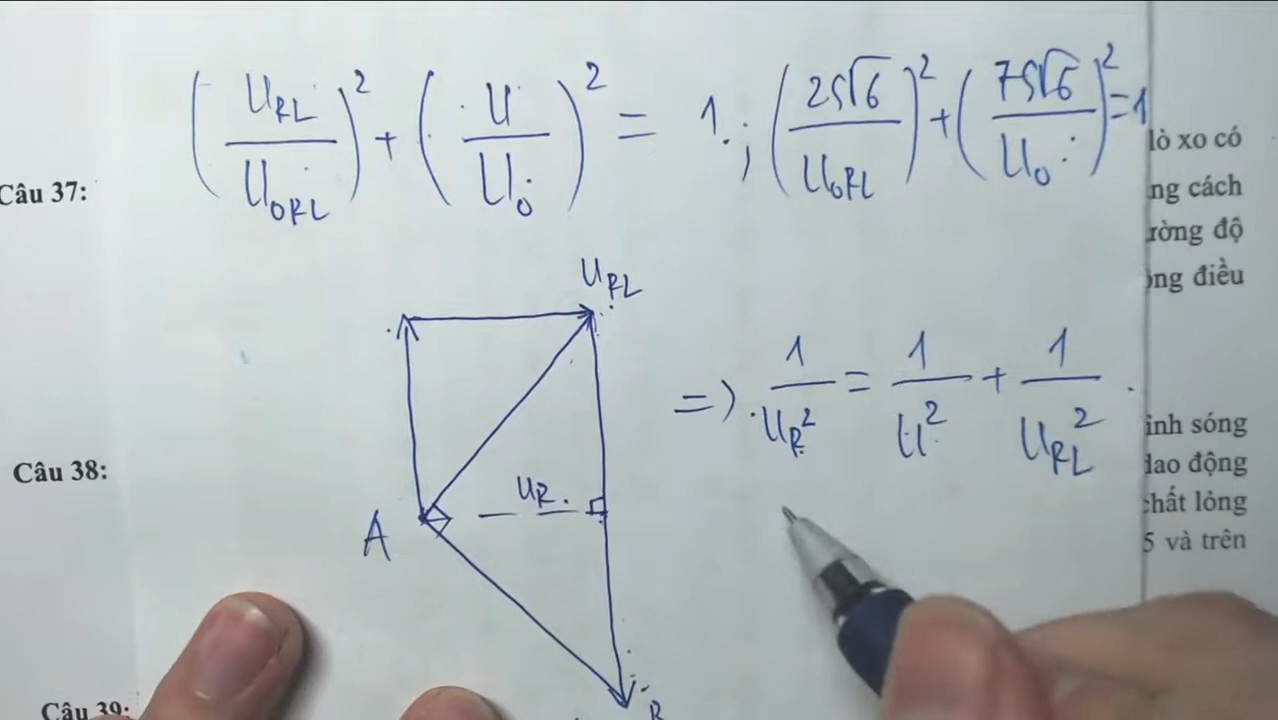 (U_RL/U_0RL)² + (U/U_0)² = 1. ; (25√6/U_0RL)² + (75√6/U_0)² = 1
lò xo có
Câu 37:
ng cách
ường độ
ng điều
U_RL
=> 1/U_R² = 1/U² + 1/U_RL²
ình sóng
dao động
Câu 38:
U_R.
chất lỏng
A
5 và trên
B
Câu 39: